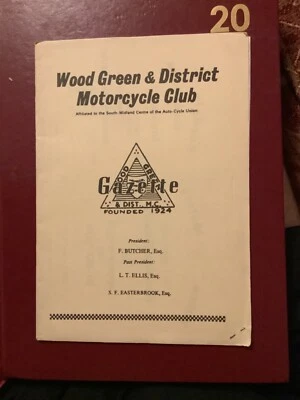 20
Wood Green & District
Motorcycle Club
Affiliated to the South Midland Centre of the Auto-Cycle Union
WOOD GREEN
Gazette
& DIST. M.C.
FOUNDED 1924
President:
F. BUTCHER, Esq.
Past President:
L. T. ELLIS, Esq.
S. F. EASTERBROOK, Esq.